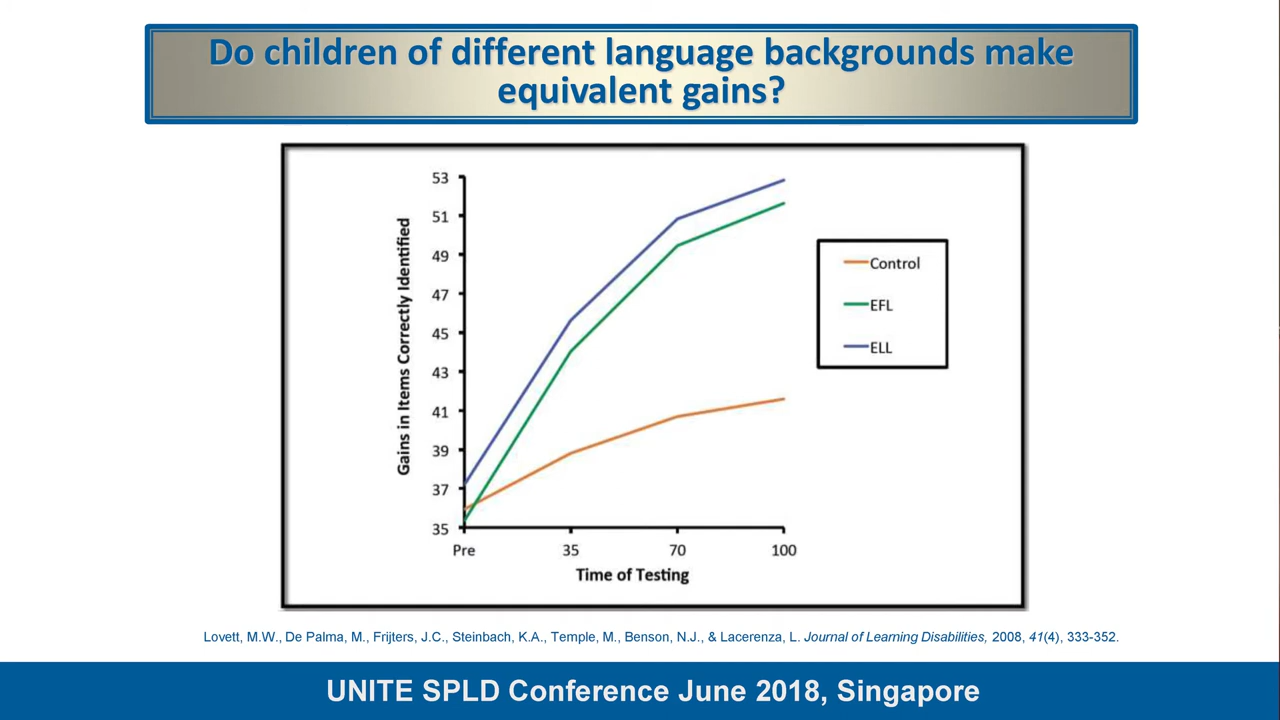 Do children of different language backgrounds make
equivalent gains?
Gains in Items Correctly Identified
53
51
49
47
45
43
41
39
37
35
Pre 35 70 100
Time of Testing
Control
EFL
ELL
Lovett, M.W., De Palma, M., Frijters, J.C., Steinbach, K.A., Temple, M., Benson, N.J., & Lacerenza, L. Journal of Learning Disabilities, 2008, 41(4), 333-352.
UNITE SPLD Conference June 2018, Singapore